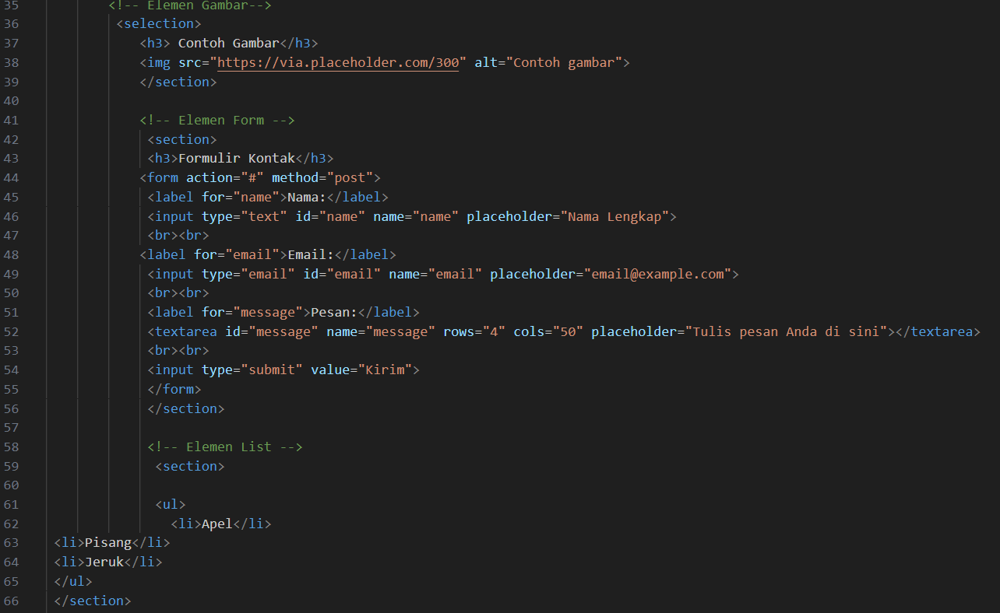 35 <!-- Elemen Gambar-->
36 <selection>
37 <h3> Contoh Gambar</h3>
38 <img src="https://via.placeholder.com/300" alt="Contoh gambar">
39 </section>
40
41 <!-- Elemen Form -->
42 <section>
43 <h3>Formulir Kontak</h3>
44 <form action="#" method="post">
45 <label for="name">Nama:</label>
46 <input type="text" id="name" name="name" placeholder="Nama Lengkap">
47 <br><br>
48 <label for="email">Email:</label>
49 <input type="email" id="email" name="email" placeholder="email@example.com">
50 <br><br>
51 <label for="message">Pesan:</label>
52 <textarea id="message" name="message" rows="4" cols="50" placeholder="Tulis pesan Anda di sini"></textarea>
53 <br><br>
54 <input type="submit" value="Kirim">
55 </form>
56 </section>
57
58 <!-- Elemen List -->
59 <section>
60
61 <ul>
62 <li>Apel</li>
63 <li>Pisang</li>
64 <li>Jeruk</li>
65 </ul>
66 </section>